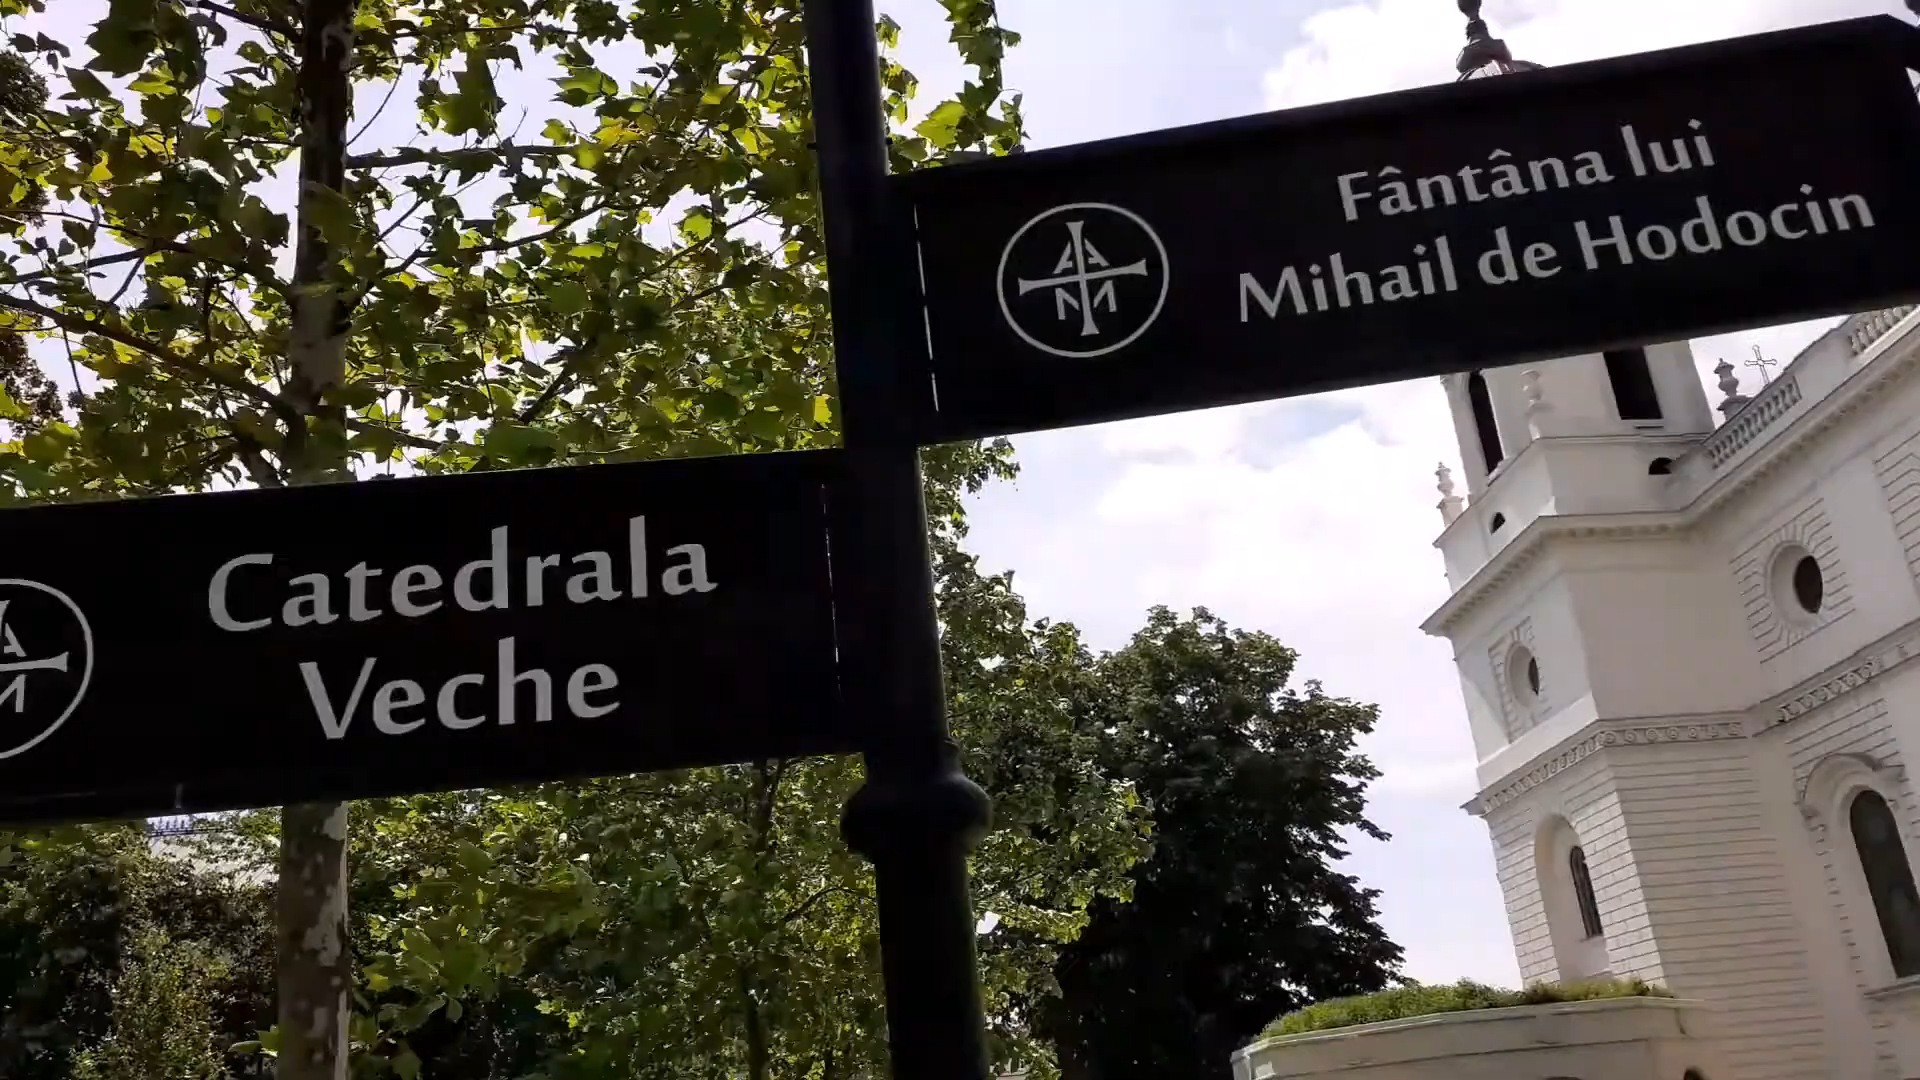 Fântâna lui
Mihail de Hodocin
Catedrala
Veche